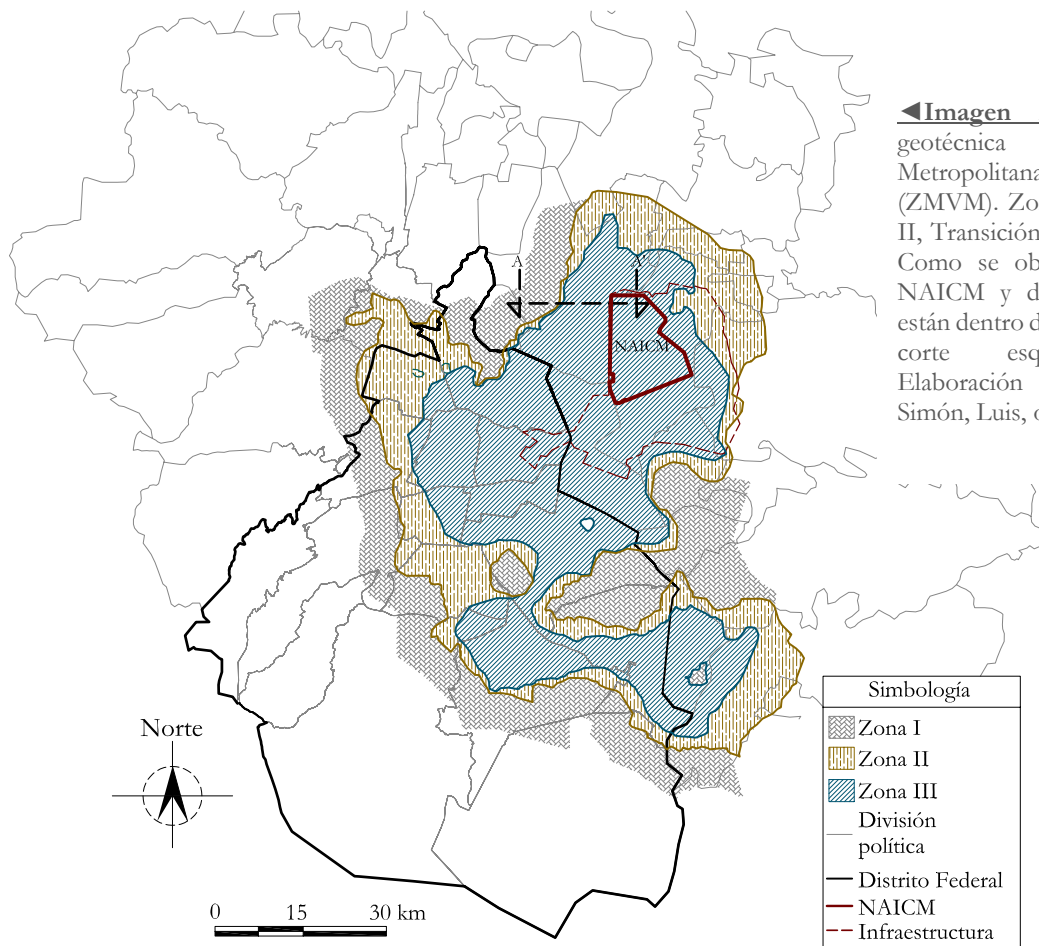 ◄Imagen
geotécnica
Metropolitana
(ZMVM). Zo
II, Transición
Como se ob
NAICM y d
están dentro d
corte esq
Elaboración
Simón, Luis, o
A
A'
NAICM
Norte
0 15 30 km
Simbología
Zona I
Zona II
Zona III
División
política
Distrito Federal
NAICM
Infraestructura